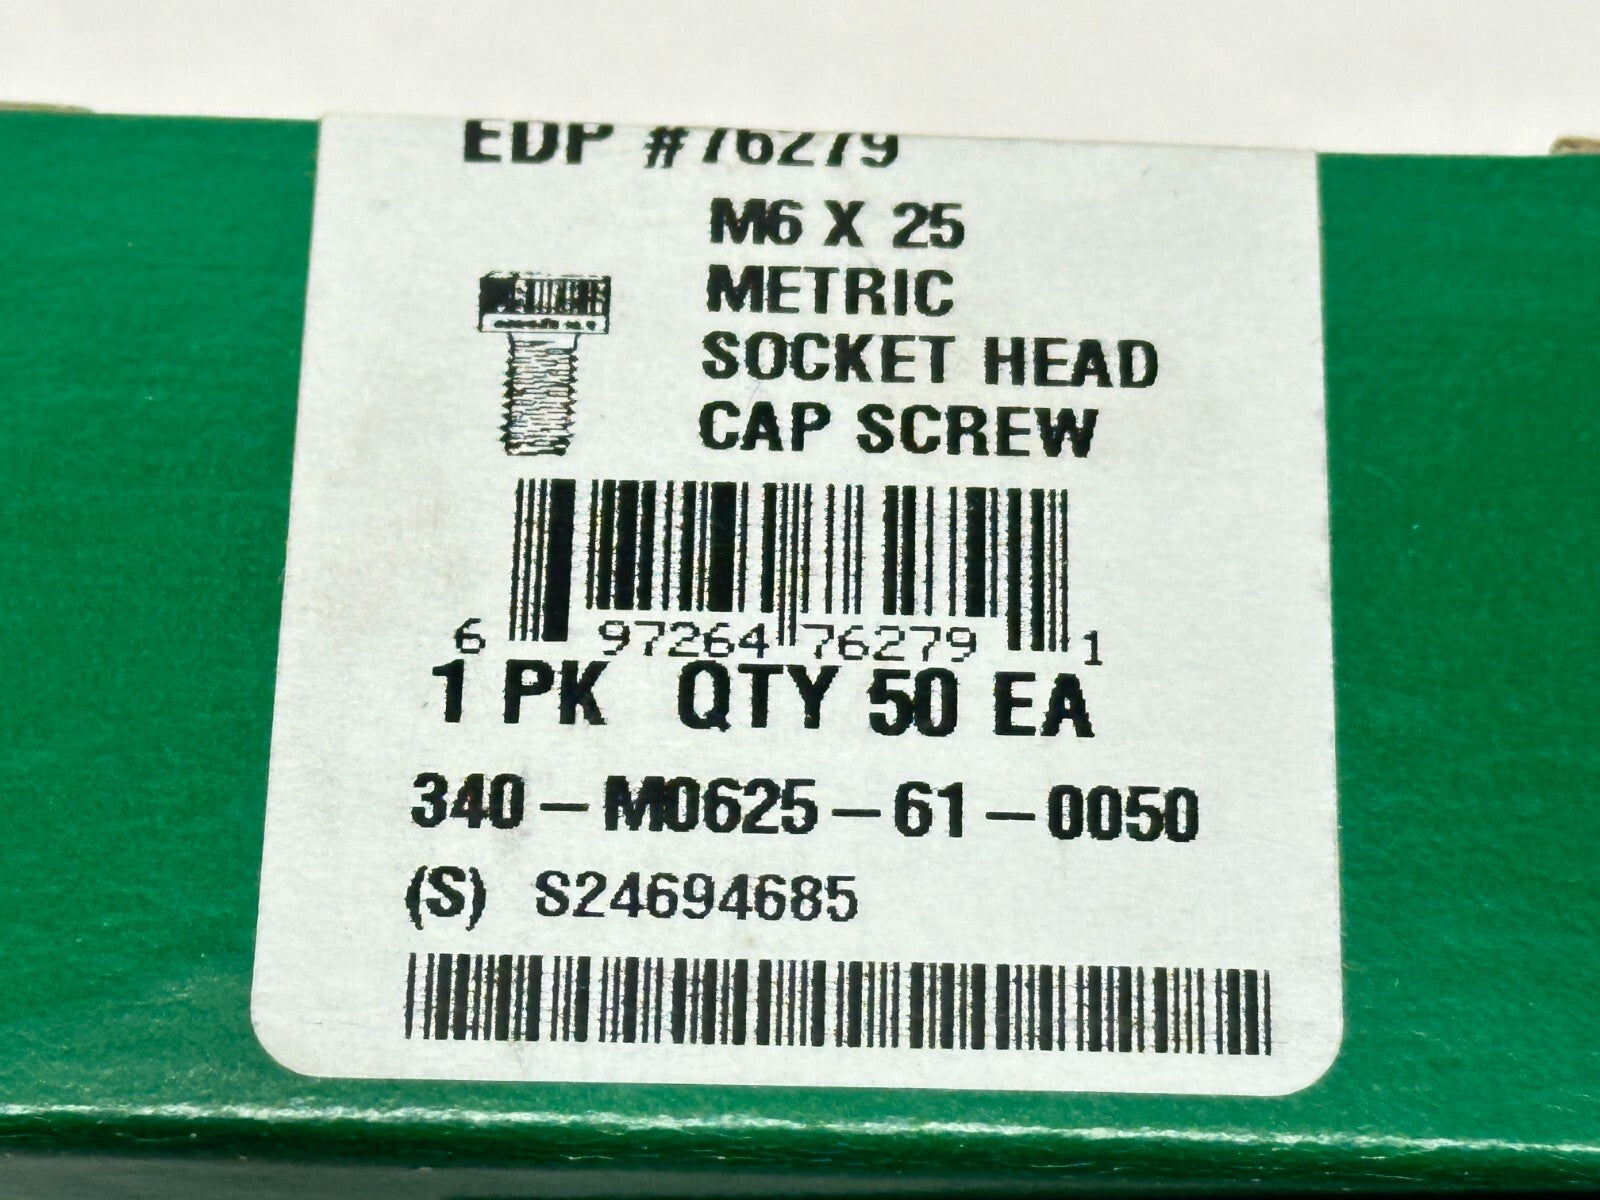 EDP #76279
M6 X 25
METRIC
SOCKET HEAD
CAP SCREW
6 97264 76279 1
1 PK QTY 50 EA
340-M0625-61-0050
(S) S24694685